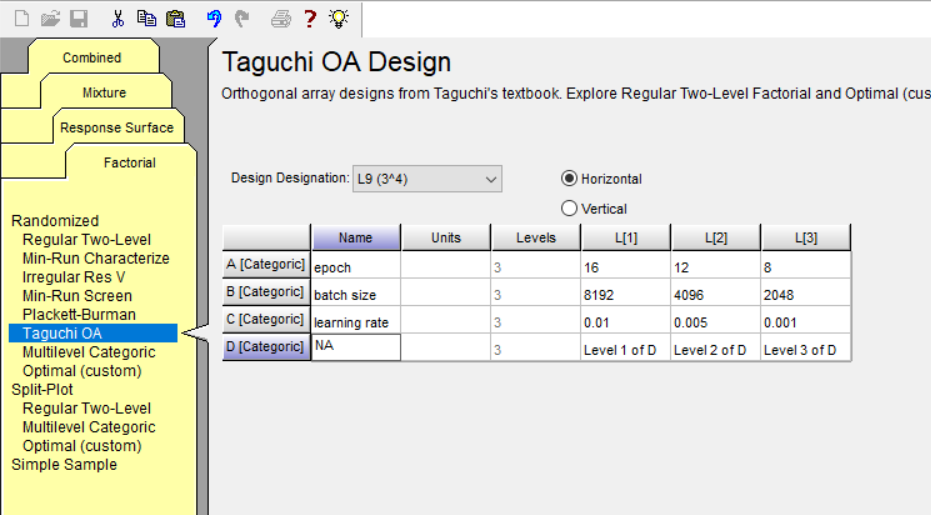 Combined
Mixture
Response Surface
Factorial
Randomized
Regular Two-Level
Min-Run Characterize
Irregular Res V
Min-Run Screen
Plackett-Burman
Taguchi OA
Multilevel Categoric
Optimal (custom)
Split-Plot
Regular Two-Level
Multilevel Categoric
Optimal (custom)
Simple Sample
Taguchi OA Design
Orthogonal array designs from Taguchi's textbook. Explore Regular Two-Level Factorial and Optimal (cus
Design Designation: L9 (3^4)
Horizontal
Vertical
Name Units Levels L[1] L[2] L[3]
A [Categoric] epoch 3 16 12 8
B [Categoric] batch size 3 8192 4096 2048
C [Categoric] learning rate 3 0.01 0.005 0.001
D [Categoric] NA 3 Level 1 of D Level 2 of D Level 3 of D